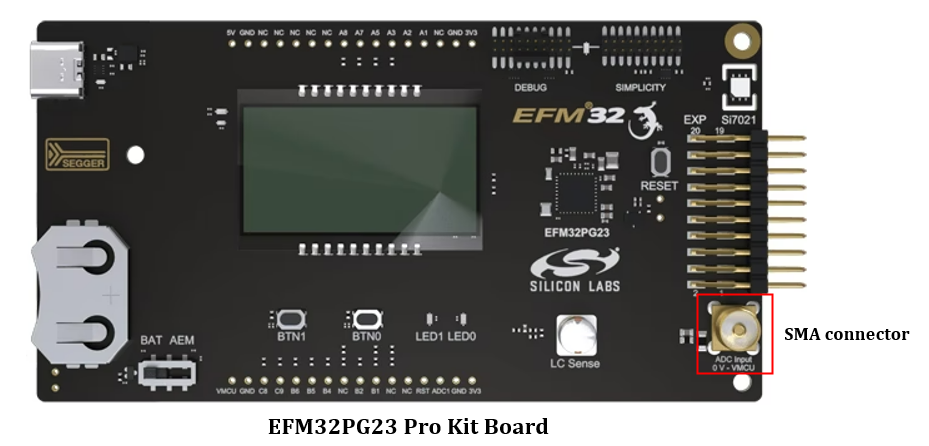 5V GND NC NC NC NC NC A8 A7 A5 A3 A2 A1 NC GND 3V3
DEBUG
SIMPLICITY
EFM®32
EXP
Si7021
20 19
SEGGER
RESET
EFM32PG23
SILICON LABS
2 1
BTN1
BTN0
LED1 LED0
SMA connector
BAT AEM
LC Sense
ADC Input
0 V - VMCU
VMCU GND C8 C9 B6 B5 B4 NC B2 B1 NC NC RST ADC1 GND 3V3
EFM32PG23 Pro Kit Board